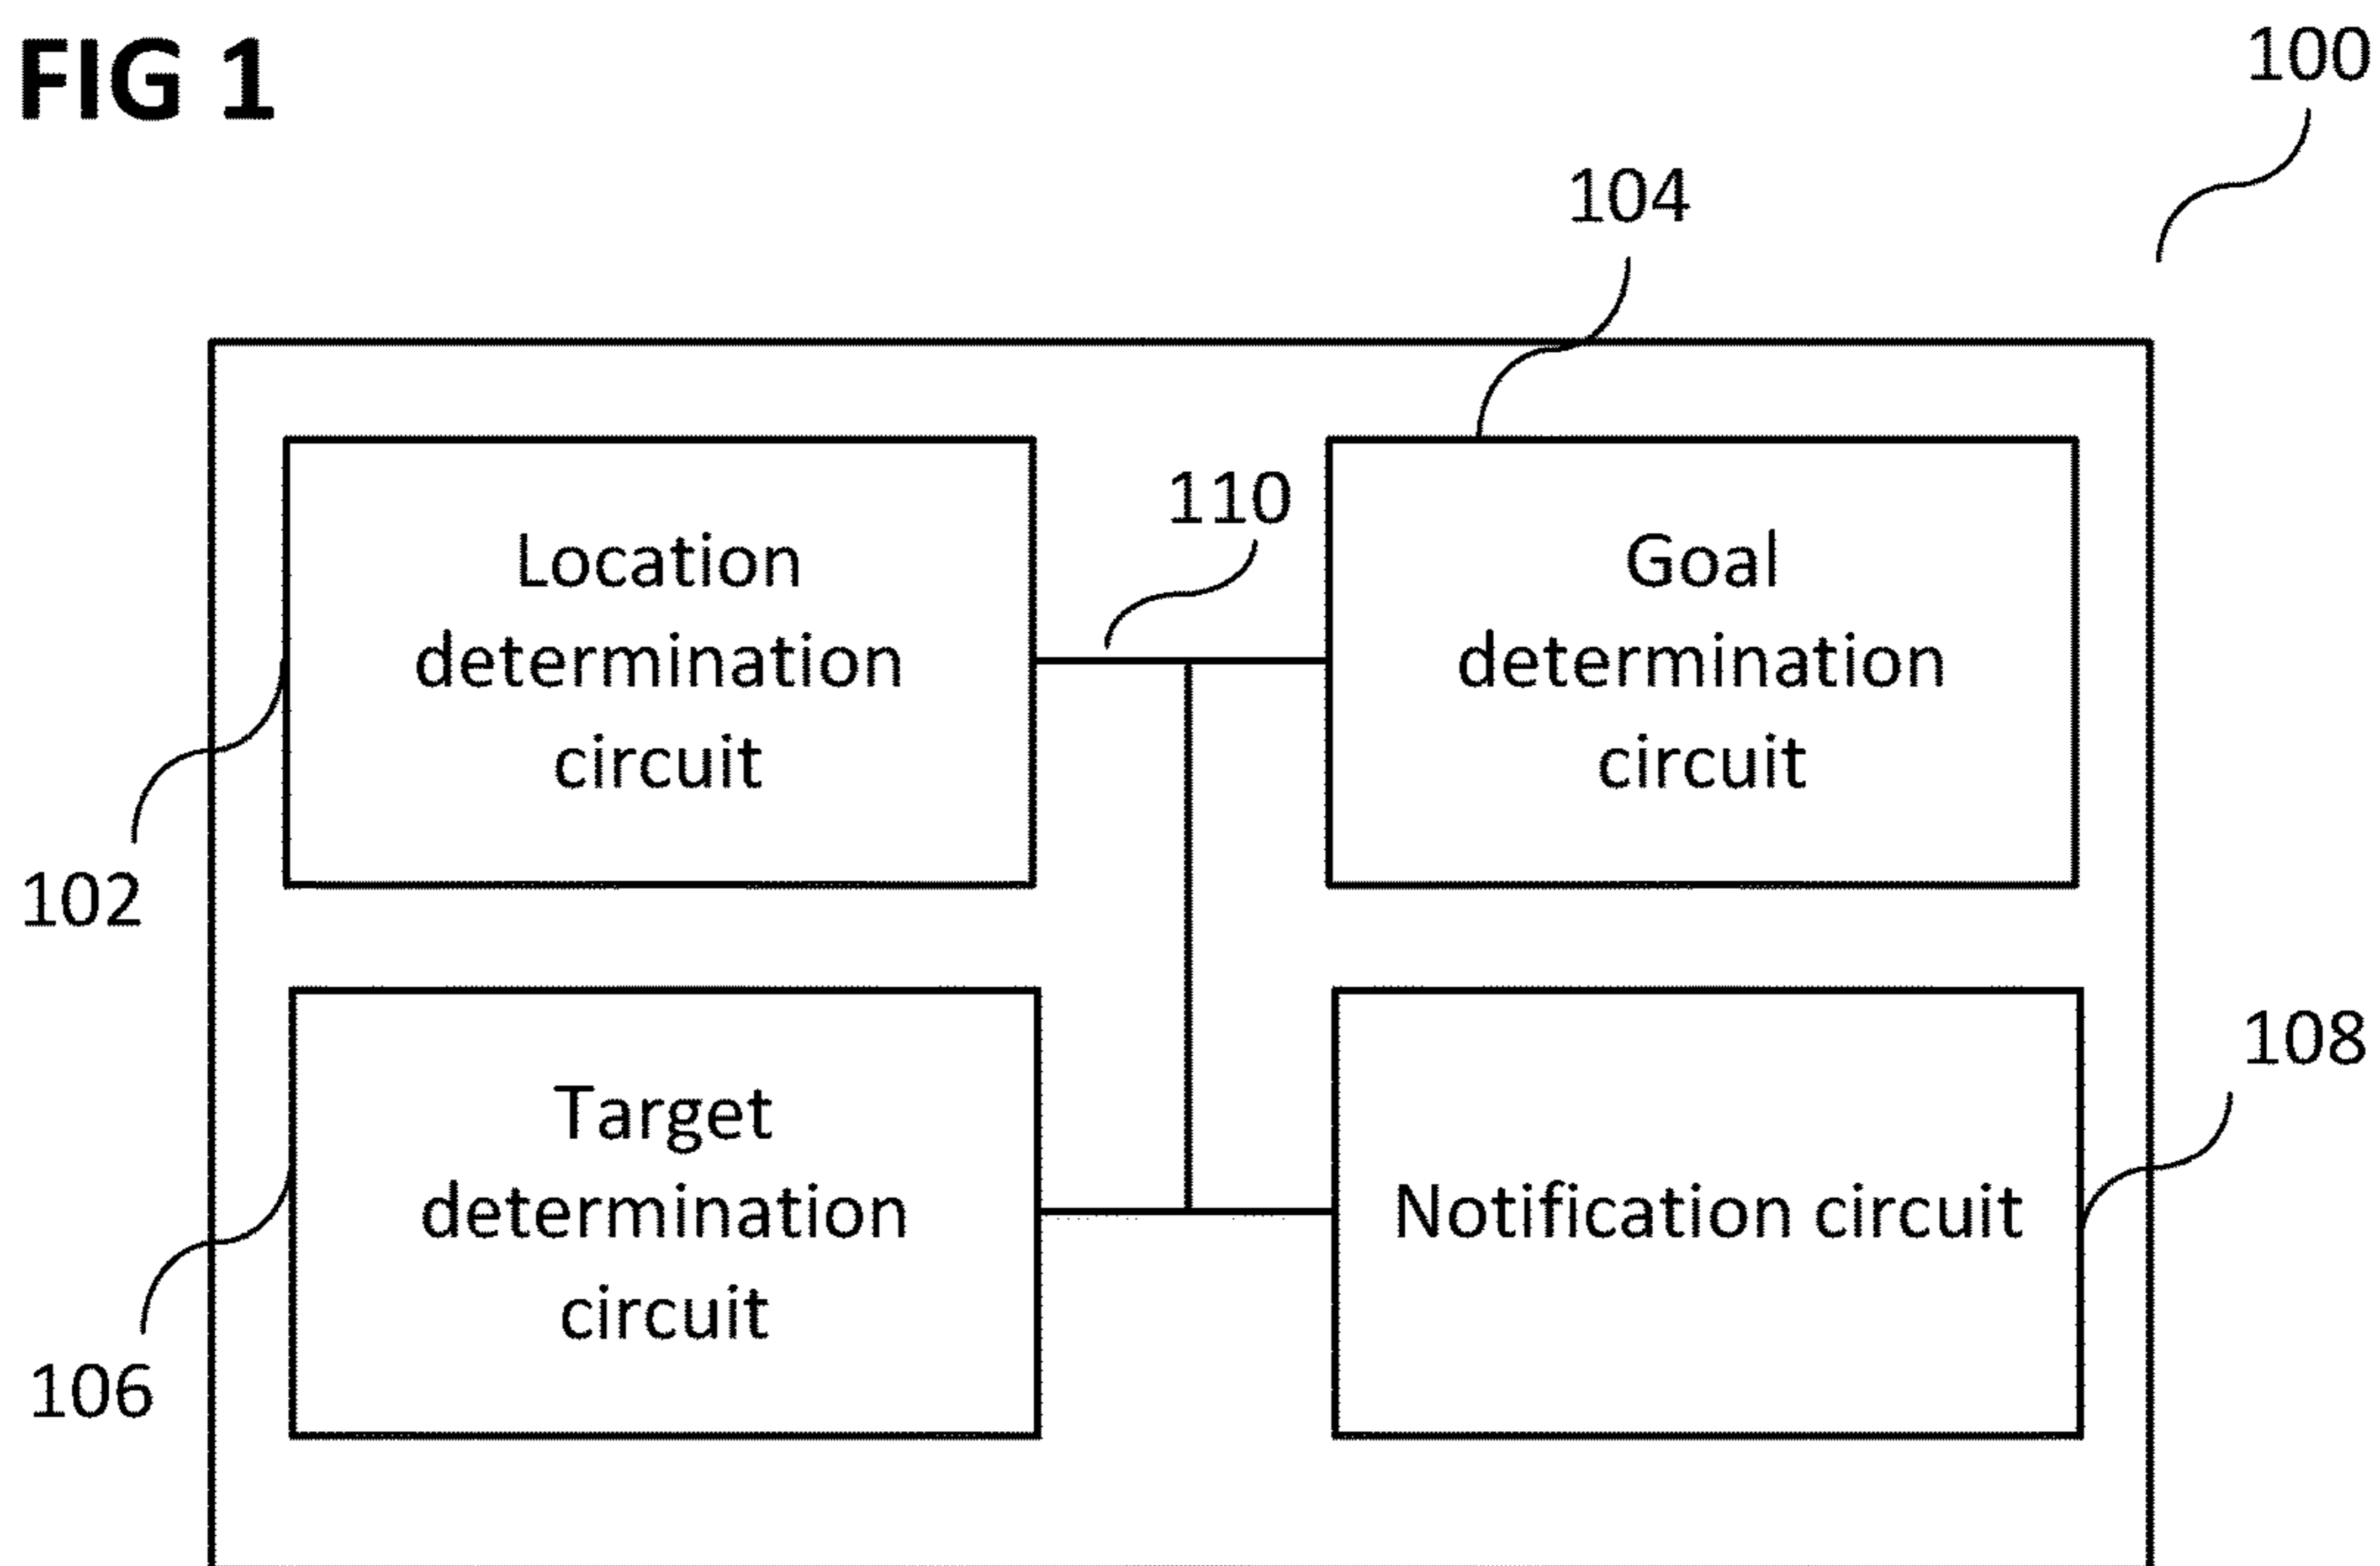 FIG 1
100
104
110
Location
determination
circuit
Goal
determination
circuit
102
Target
determination
circuit
Notification circuit
108
106